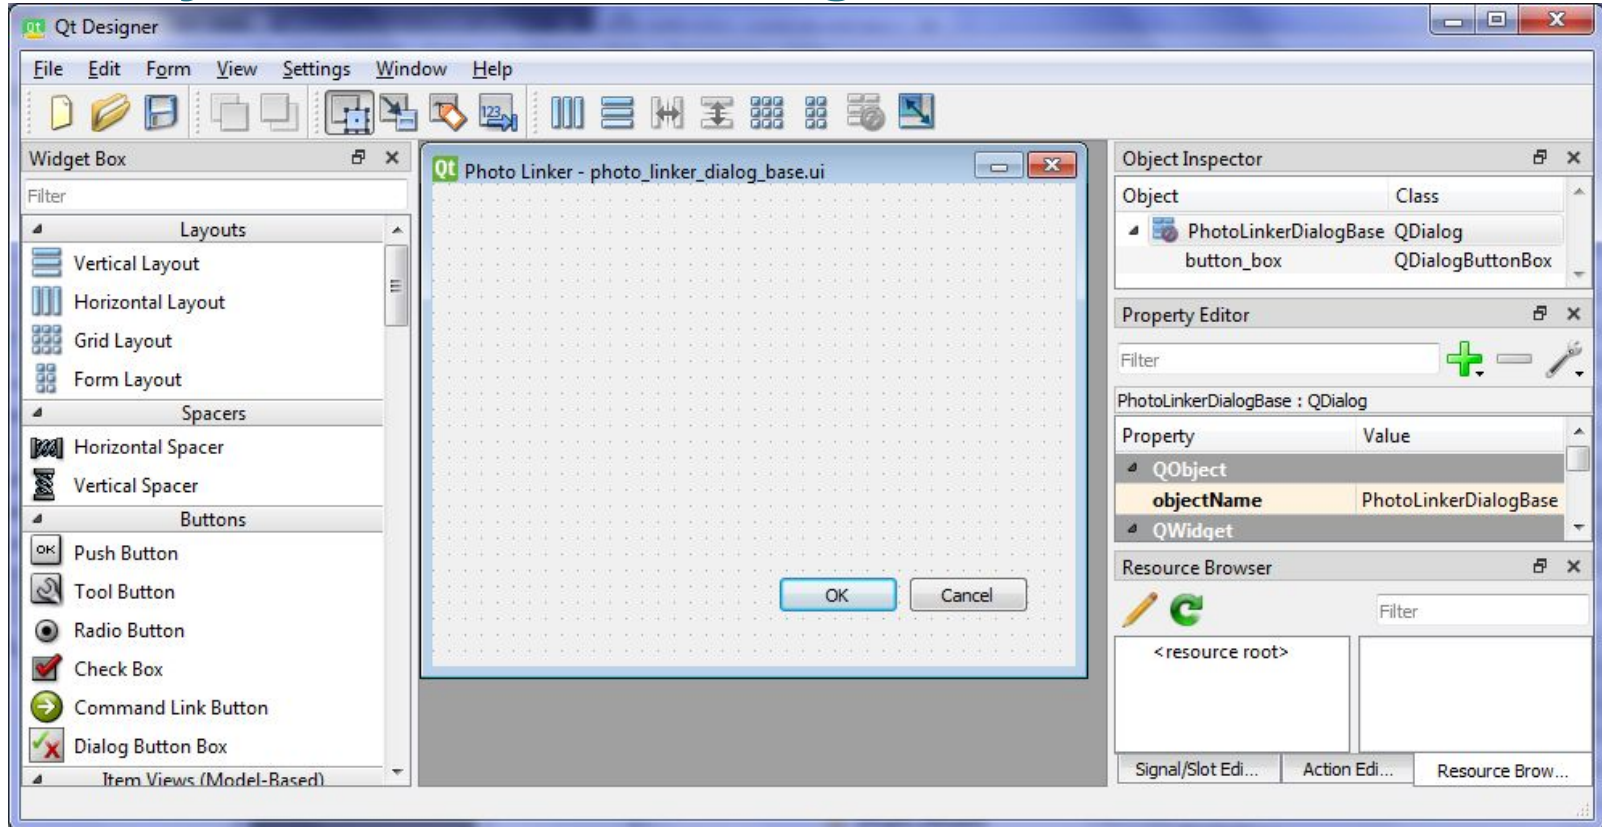 Qt Designer
File Edit Form View Settings Window Help
123
Widget Box
Filter
Layouts
Vertical Layout
Horizontal Layout
Grid Layout
Form Layout
Spacers
Horizontal Spacer
Vertical Spacer
Buttons
OK Push Button
Tool Button
Radio Button
Check Box
Command Link Button
Dialog Button Box
Item Views (Model-Based)
Qt Photo Linker - photo_linker_dialog_base.ui
OK Cancel
Object Inspector
Object Class
PhotoLinkerDialogBase QDialog
button_box QDialogButtonBox
Property Editor
Filter
PhotoLinkerDialogBase : QDialog
Property Value
QObject
objectName PhotoLinkerDialogBase
QWidget
Resource Browser
Filter
<resource root>
Signal/Slot Edi... Action Edi... Resource Brow...